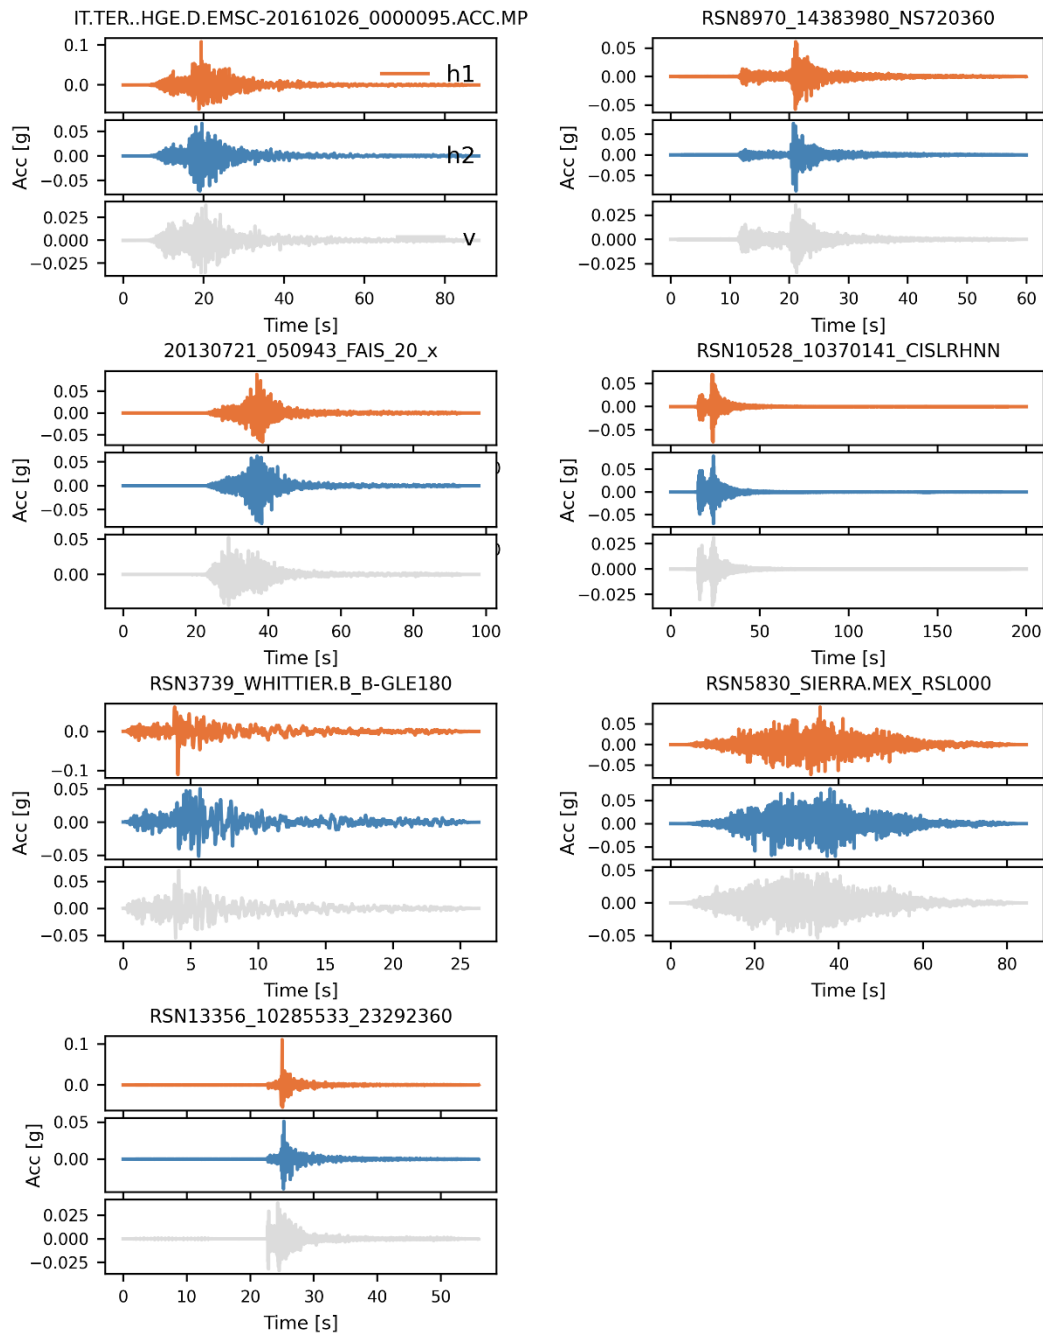 IT.TER..HGE.D.EMSC-20161026_0000095.ACC.MP
0.1
0.0
h1
0.05
0.00
−0.05
h2
Acc [g]
0.025
0.000
−0.025
v
0 20 40 60 80
Time [s]
RSN8970_14383980_NS720360
0.05
0.00
−0.05
0.05
0.00
−0.05
Acc [g]
0.025
0.000
−0.025
0 10 20 30 40 50 60
Time [s]
20130721_050943_FAIS_20_x
0.05
0.00
−0.05
0.05
0.00
−0.05
Acc [g]
0.05
0.00
0 20 40 60 80 100
Time [s]
RSN10528_10370141_CISLRHNN
0.05
0.00
−0.05
0.05
0.00
−0.05
Acc [g]
0.025
0.000
−0.025
0 50 100 150 200
Time [s]
RSN3739_WHITTIER.B_B-GLE180
0.0
−0.1
0.05
0.00
−0.05
Acc [g]
0.05
0.00
−0.05
0 5 10 15 20 25
Time [s]
RSN5830_SIERRA.MEX_RSL000
0.05
0.00
−0.05
0.05
0.00
−0.05
Acc [g]
0.05
0.00
−0.05
0 20 40 60 80
Time [s]
RSN13356_10285533_23292360
0.1
0.0
0.05
0.00
Acc [g]
0.025
0.000
−0.025
0 10 20 30 40 50
Time [s]